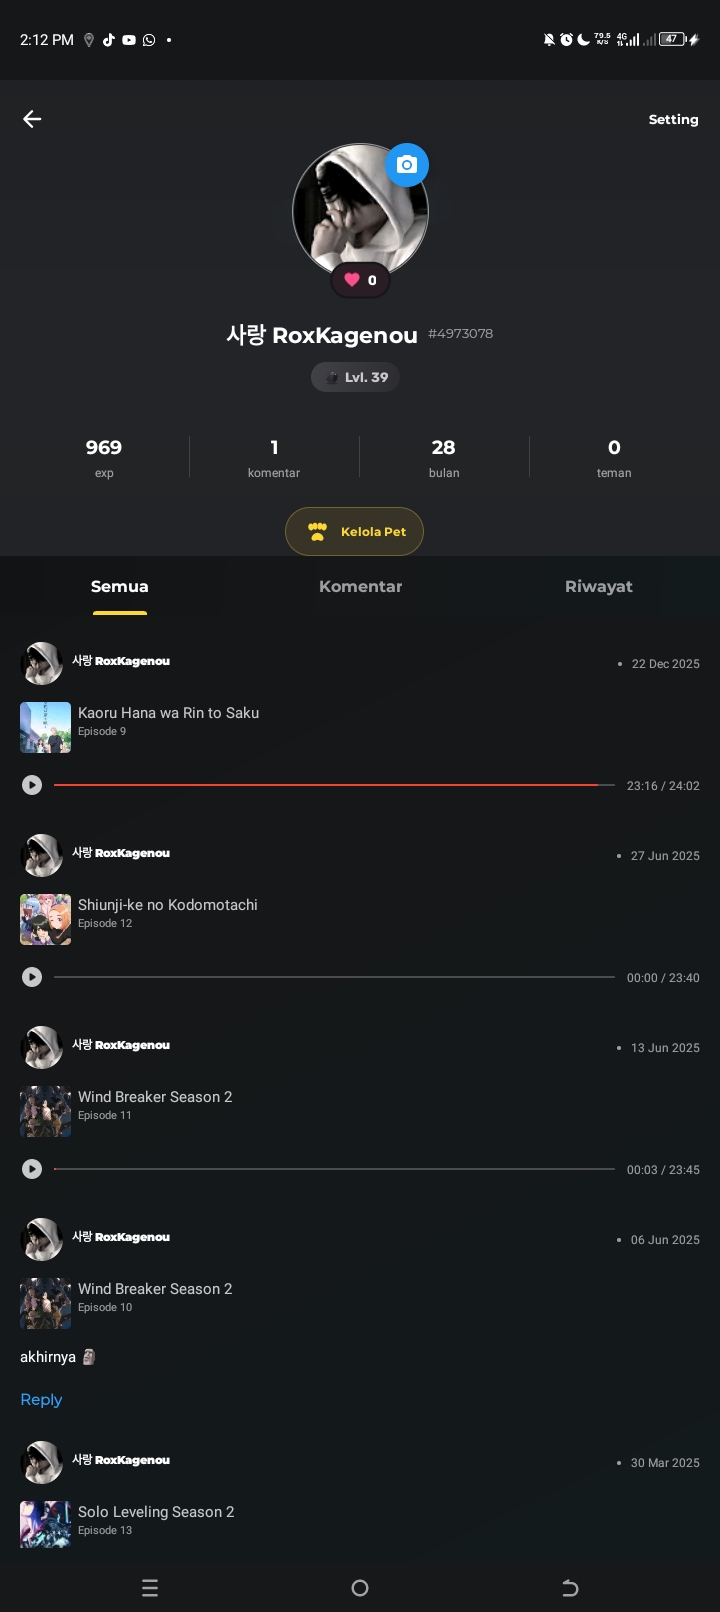 2:12 PM
79.5 K/S 4G 47
Setting
0
사랑 RoxKagenou #4973078
Lvl. 39
969 1 28 0
exp komentar bulan teman
Kelola Pet
Semua Komentar Riwayat
사랑 RoxKagenou • 22 Dec 2025
Kaoru Hana wa Rin to Saku
Episode 9
23:16 / 24:02
사랑 RoxKagenou • 27 Jun 2025
Shiunji-ke no Kodomotachi
Episode 12
00:00 / 23:40
사랑 RoxKagenou • 13 Jun 2025
Wind Breaker Season 2
Episode 11
00:03 / 23:45
사랑 RoxKagenou • 06 Jun 2025
Wind Breaker Season 2
Episode 10
akhirnya 🗿
Reply
사랑 RoxKagenou • 30 Mar 2025
Solo Leveling Season 2
Episode 13